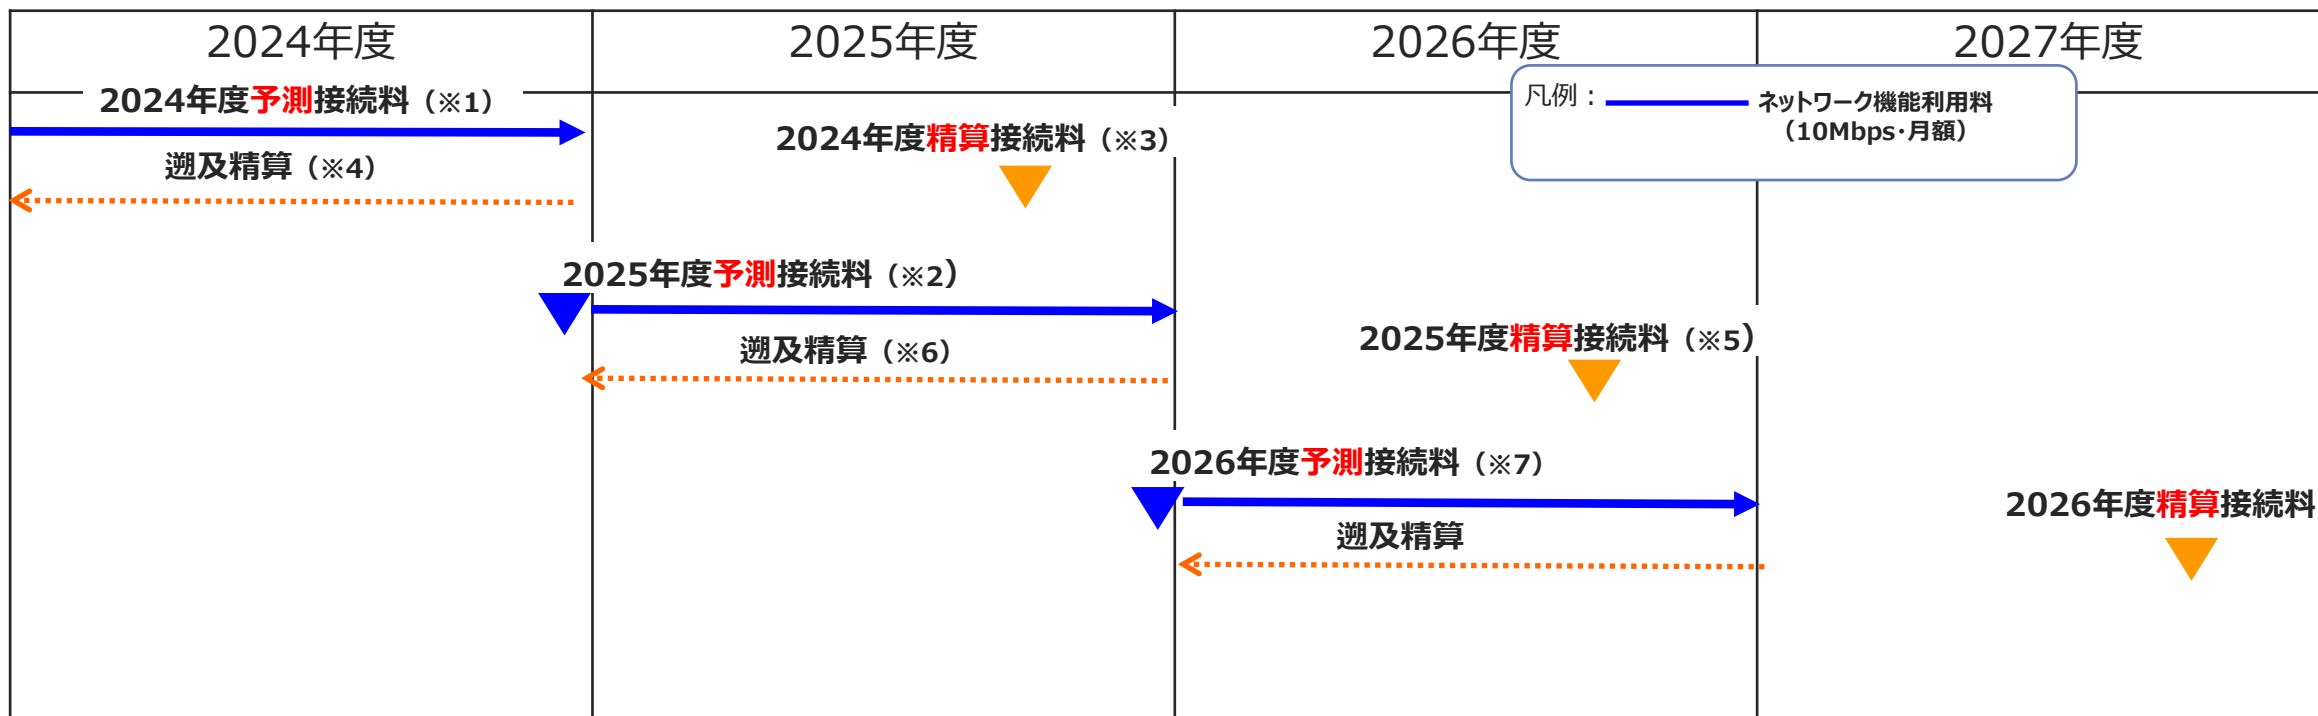 2024年度
2025年度
2026年度
2027年度
凡例：
ネットワーク機能利用料
（10Mbps・月額）
2024年度予測接続料（※1）
2024年度精算接続料（※3）
遡及精算（※4）
2025年度予測接続料（※2）
2025年度精算接続料（※5）
遡及精算（※6）
2026年度予測接続料（※7）
2026年度精算接続料
遡及精算